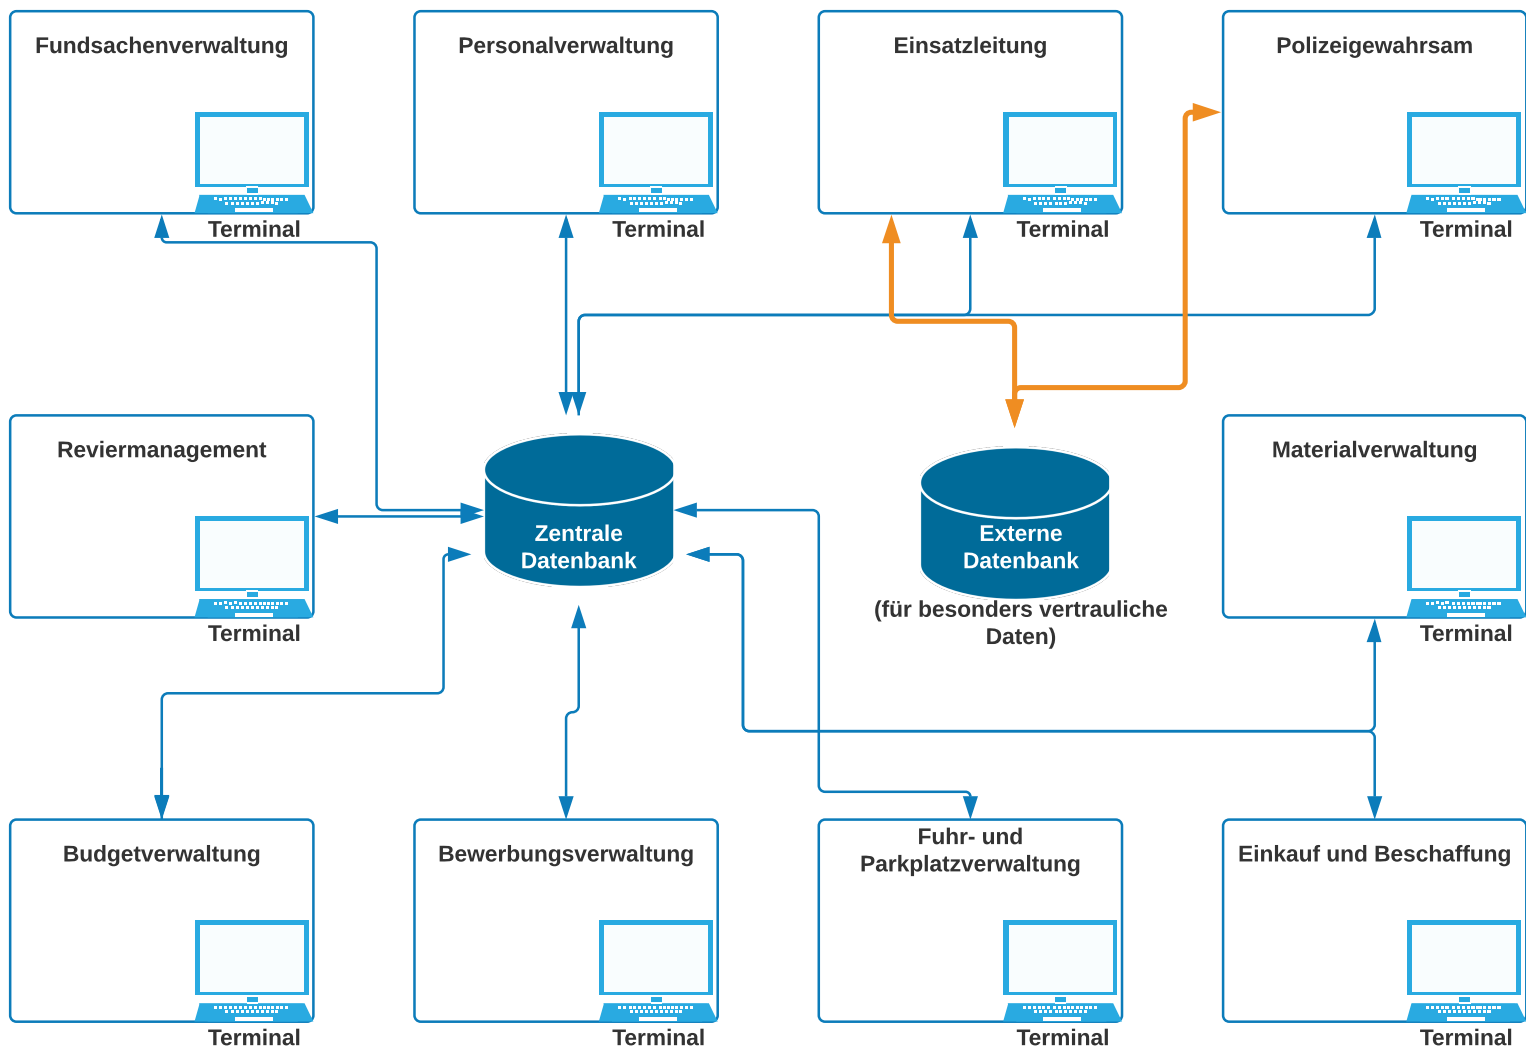 Fundsachenverwaltung
Terminal
Personalverwaltung
Terminal
Einsatzleitung
Terminal
Polizeigewahrsam
Terminal
Reviermanagement
Terminal
Zentrale
Datenbank
Externe
Datenbank
(für besonders vertrauliche
Daten)
Materialverwaltung
Terminal
Budgetverwaltung
Terminal
Bewerbungsverwaltung
Terminal
Fuhr- und
Parkplatzverwaltung
Terminal
Einkauf und Beschaffung
Terminal